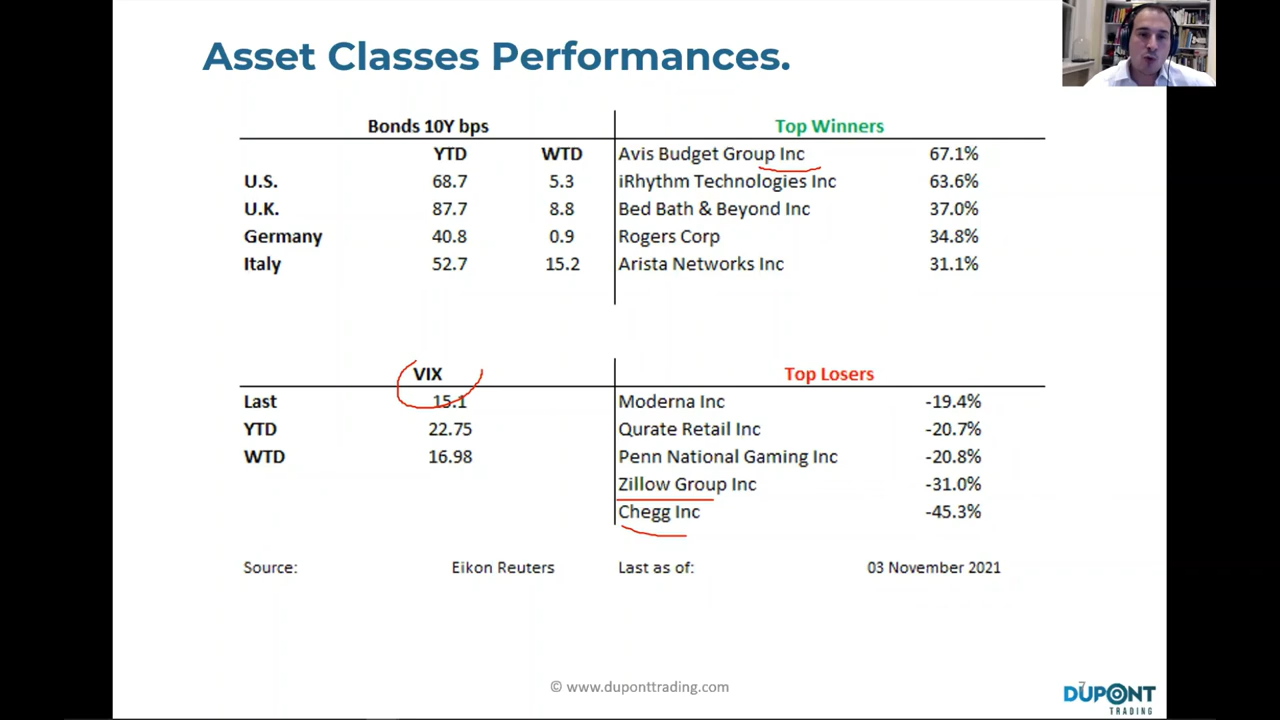 Asset Classes Performances.
Bonds 10Y bps
YTD WTD
U.S. 68.7 5.3
U.K. 87.7 8.8
Germany 40.8 0.9
Italy 52.7 15.2
Top Winners
Avis Budget Group Inc 67.1%
iRhythm Technologies Inc 63.6%
Bed Bath & Beyond Inc 37.0%
Rogers Corp 34.8%
Arista Networks Inc 31.1%
VIX
Last 15.1
YTD 22.75
WTD 16.98
Top Losers
Moderna Inc -19.4%
Qurate Retail Inc -20.7%
Penn National Gaming Inc -20.8%
Zillow Group Inc -31.0%
Chegg Inc -45.3%
Source: Eikon Reuters Last as of: 03 November 2021
© www.duponttrading.com
7
DUPONT
TRADING